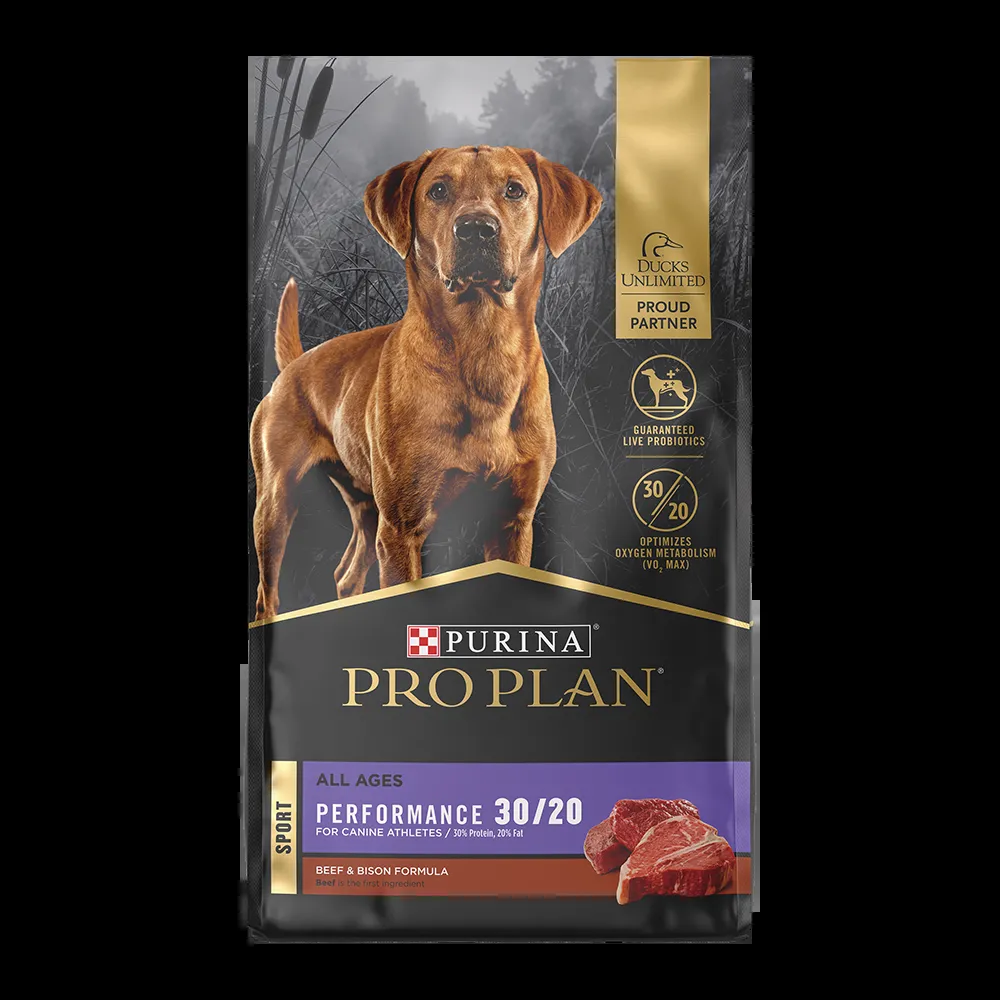 DUCKS
UNLIMITED
PROUD
PARTNER
GUARANTEED
LIVE PROBIOTICS
30/20
OPTIMIZES
OXYGEN METABOLISM
(VO₂ MAX)
PURINA®
PRO PLAN®
SPORT
ALL AGES
PERFORMANCE 30/20
FOR CANINE ATHLETES / 30% Protein, 20% Fat
BEEF & BISON FORMULA
Beef is the first ingredient